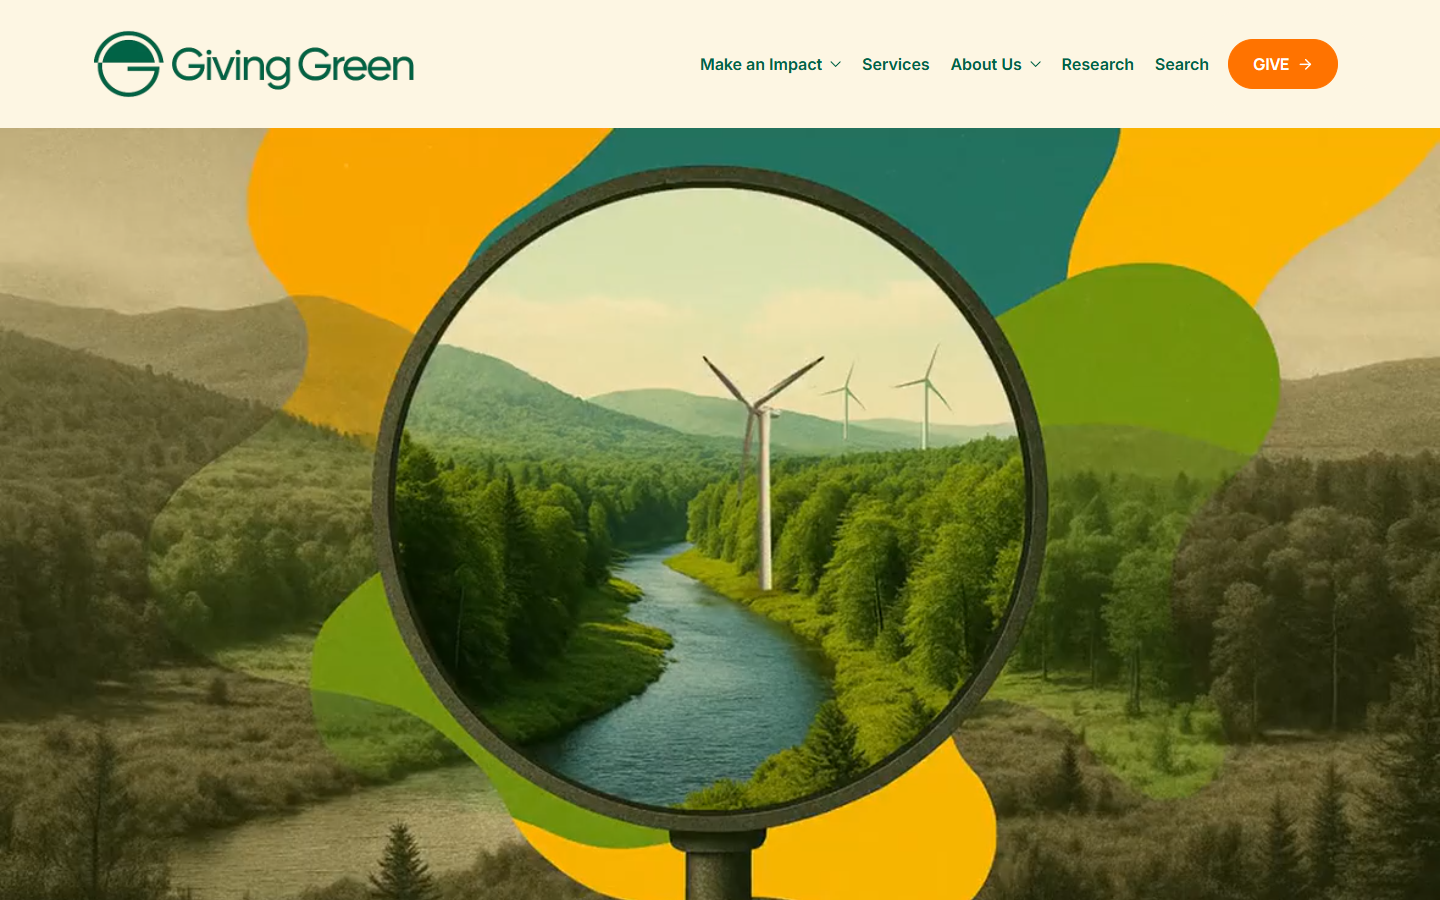 Giving Green
Make an Impact
Services
About Us
Research
Search
GIVE →